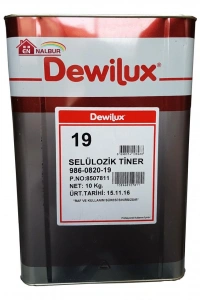 EN
NALBUR
Dewilux
Dewilux
19
SELÜLOZİK TİNER
986-0820-19
P.NO:8507811
NET: 10 Kg.
ÜRT.TARİHİ: 15.11.16